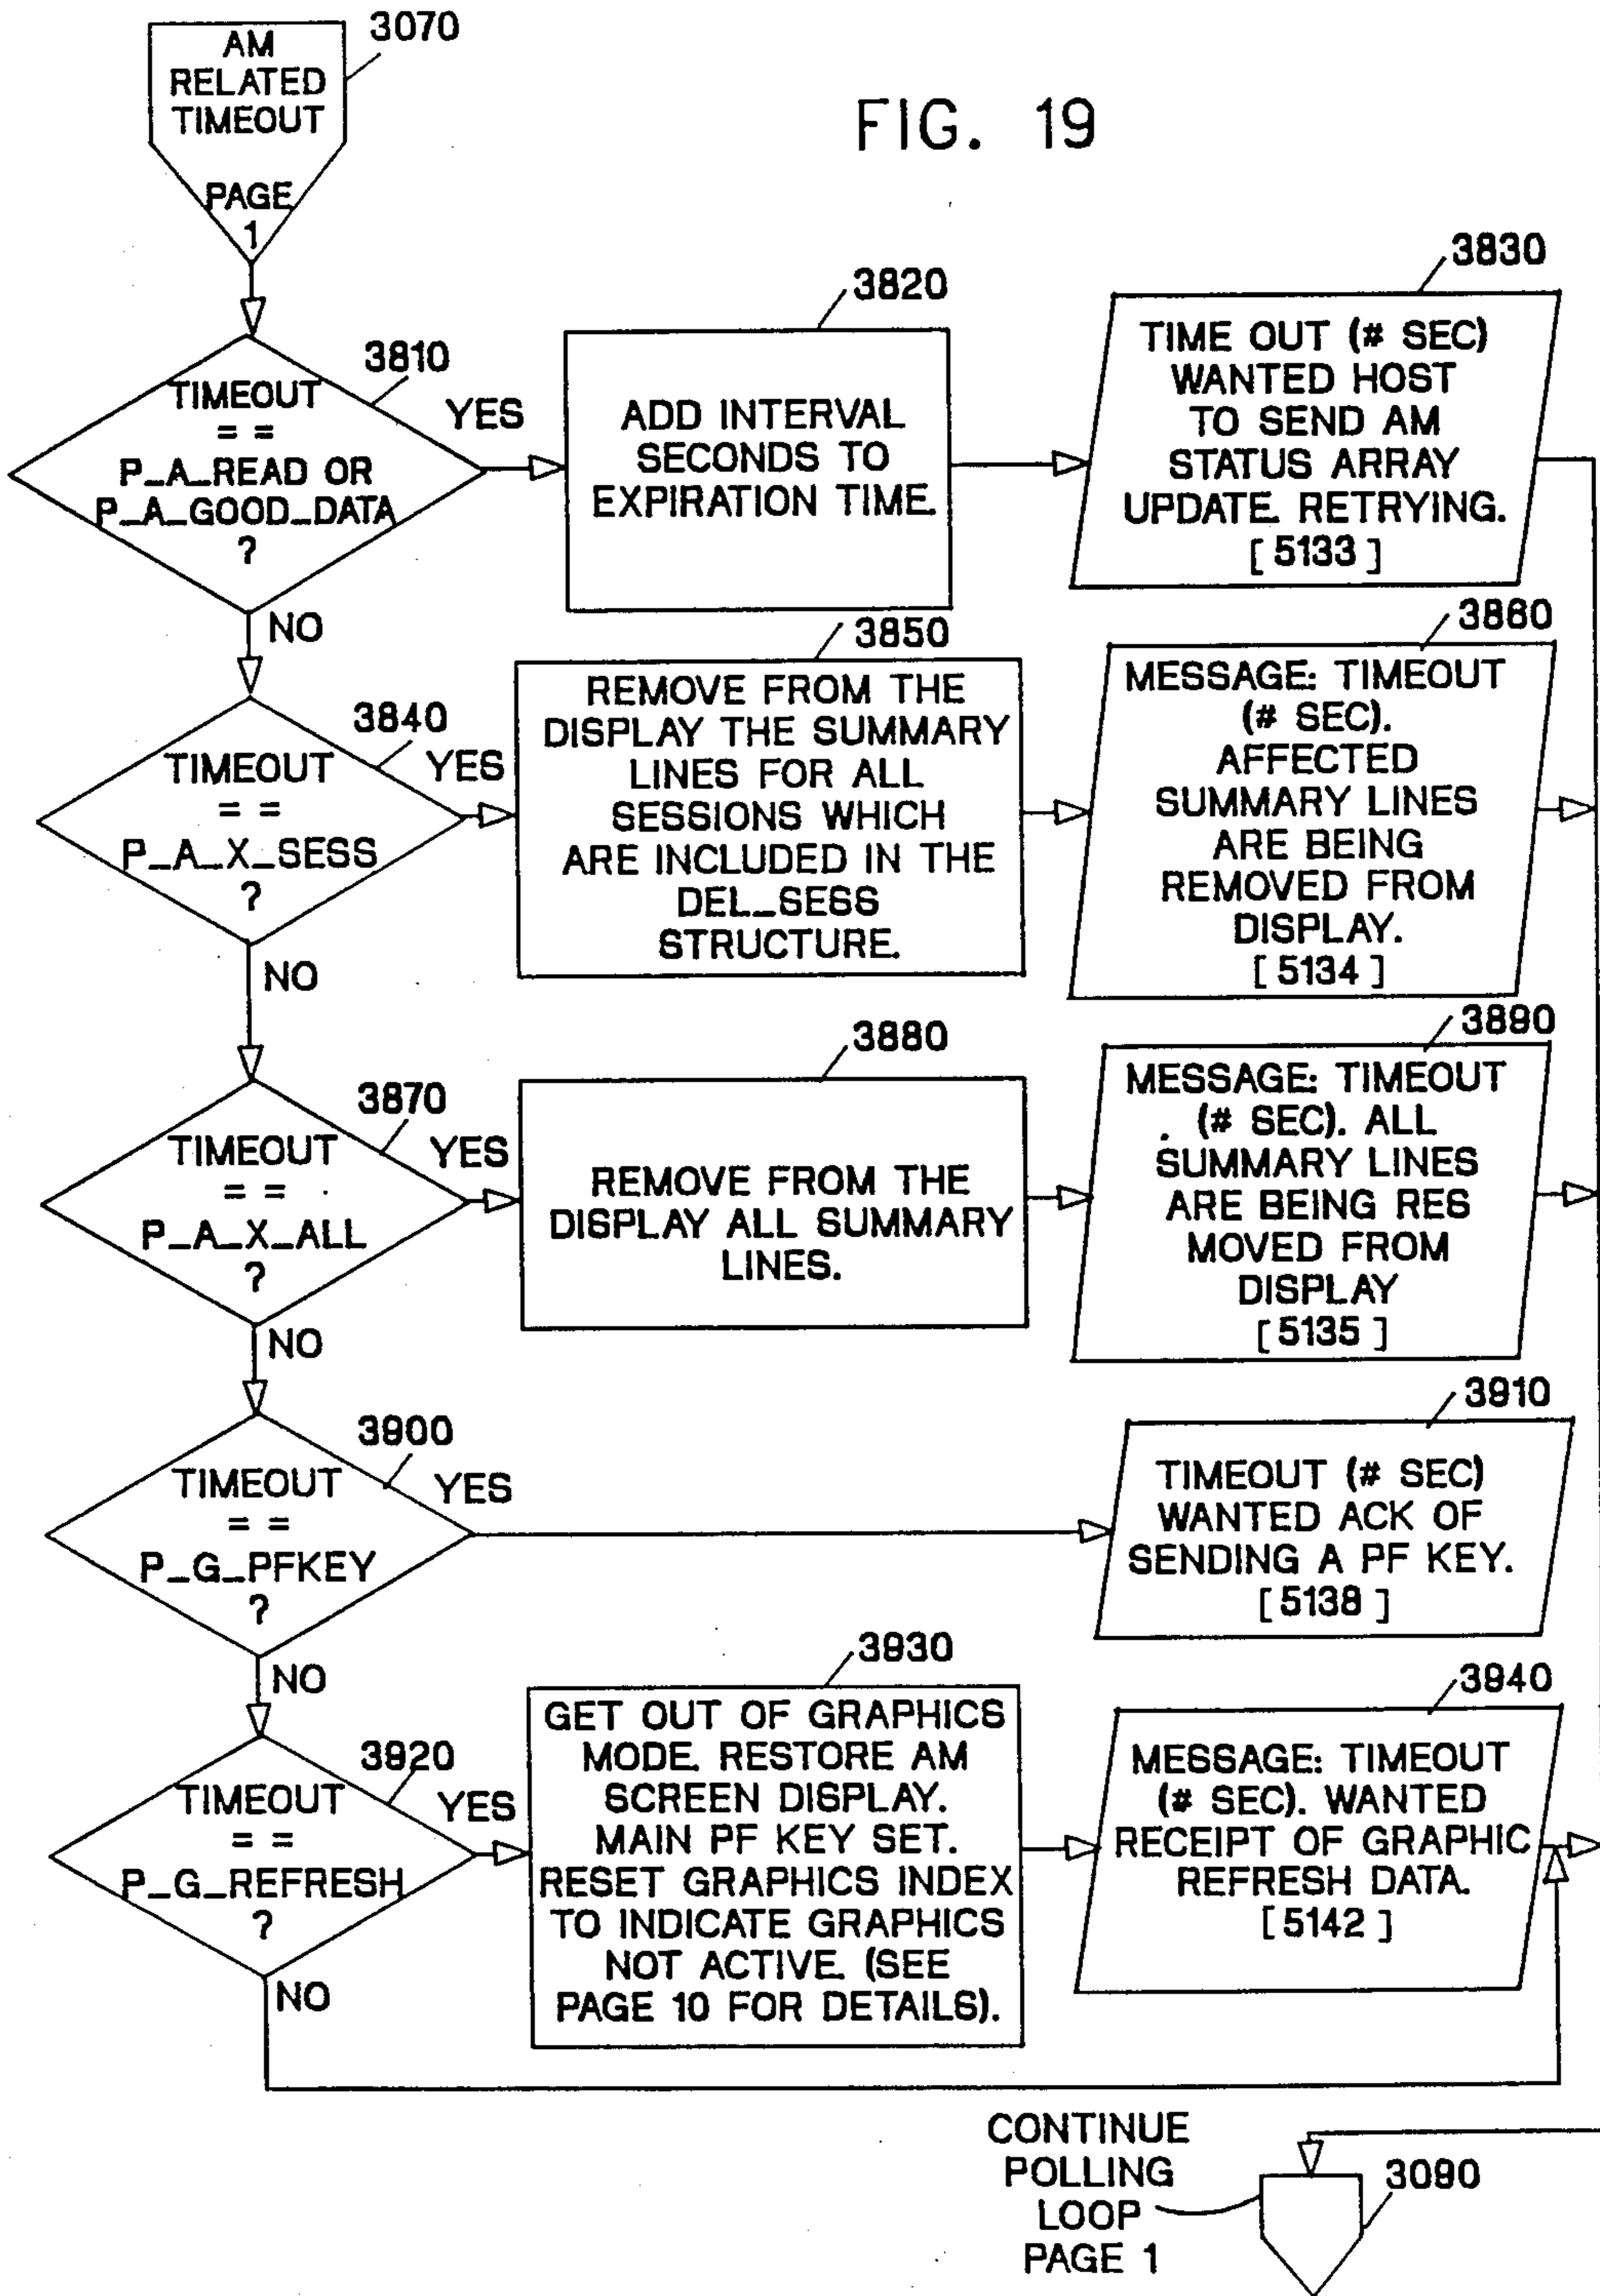 3070
AM
RELATED
TIMEOUT
PAGE
1
FIG. 19
3810
TIMEOUT
= =
P_A_READ OR
P_A_GOOD_DATA
?
YES
NO
3820
ADD INTERVAL
SECONDS TO
EXPIRATION TIME.
3830
TIME OUT (# SEC)
WANTED HOST
TO SEND AM
STATUS ARRAY
UPDATE. RETRYING.
[ 5133 ]
3840
TIMEOUT
= =
P_A_X_SESS
?
YES
NO
3850
REMOVE FROM THE
DISPLAY THE SUMMARY
LINES FOR ALL
SESSIONS WHICH
ARE INCLUDED IN THE
DEL_SESS
STRUCTURE.
3860
MESSAGE: TIMEOUT
(# SEC).
AFFECTED
SUMMARY LINES
ARE BEING
REMOVED FROM
DISPLAY.
[ 5134 ]
3870
TIMEOUT
= =
P_A_X_ALL
?
YES
NO
3880
REMOVE FROM THE
DISPLAY ALL SUMMARY
LINES.
3890
MESSAGE: TIMEOUT
(# SEC). ALL
SUMMARY LINES
ARE BEING RES
MOVED FROM
DISPLAY
[ 5135 ]
3900
TIMEOUT
= =
P_G_PFKEY
?
YES
NO
3910
TIMEOUT (# SEC)
WANTED ACK OF
SENDING A PF KEY.
[ 5138 ]
3920
TIMEOUT
= =
P_G_REFRESH
?
YES
NO
3930
GET OUT OF GRAPHICS
MODE. RESTORE AM
SCREEN DISPLAY.
MAIN PF KEY SET.
RESET GRAPHICS INDEX
TO INDICATE GRAPHICS
NOT ACTIVE. (SEE
PAGE 10 FOR DETAILS).
3940
MESSAGE: TIMEOUT
(# SEC). WANTED
RECEIPT OF GRAPHIC
REFRESH DATA.
[ 5142 ]
CONTINUE
POLLING
LOOP
PAGE 1
3090